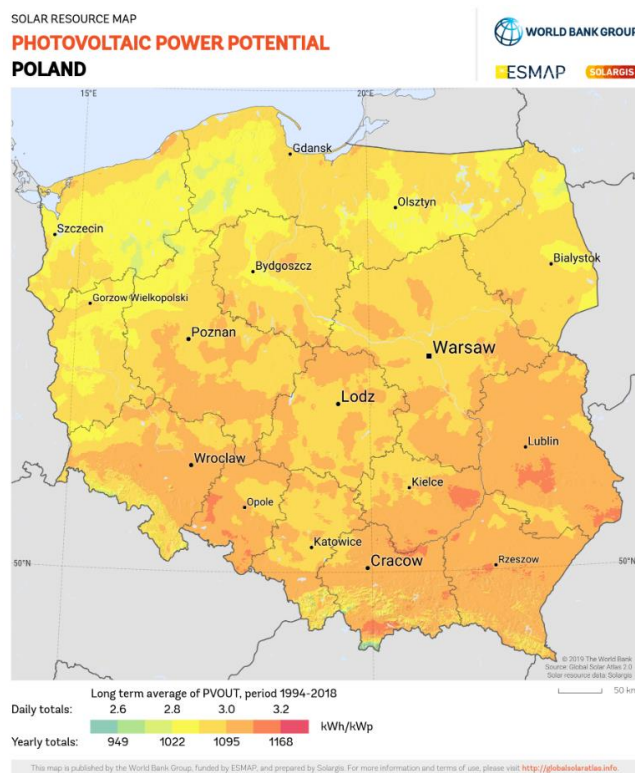 SOLAR RESOURCE MAP
PHOTOVOLTAIC POWER POTENTIAL
POLAND
WORLD BANK GROUP
ESMAP
SOLARGIS
15°E
20°E
Gdansk
Olsztyn
Szczecin
Bialystok
Bydgoszcz
Gorzow Wielkopolski
Poznan
Warsaw
Lodz
Lublin
Wroclaw
Kielce
Opole
Katowice
50°N
Cracow
Rzeszow
50°N
© 2019 The World Bank
Source: Global Solar Atlas 2.0
Solar resource data: Solargis
50 km
Long term average of PVOUT, period 1994-2018
Daily totals: 2.6 2.8 3.0 3.2
kWh/kWp
Yearly totals: 949 1022 1095 1168
This map is published by the World Bank Group, funded by ESMAP, and prepared by Solargis. For more information and terms of use, please visit http://globalsolaratlas.info.